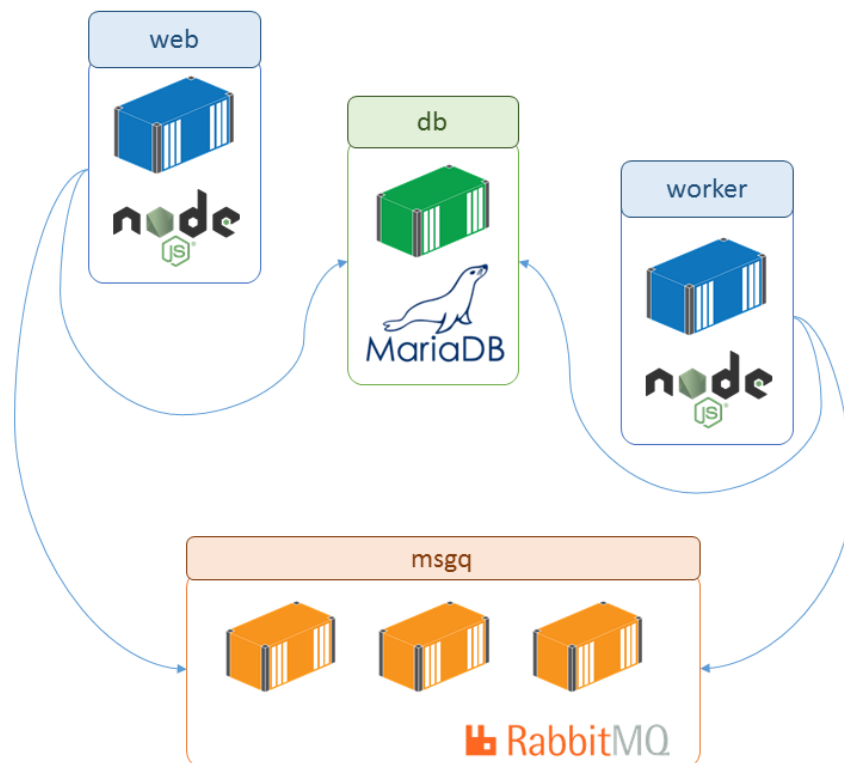 web
node
JS
db
MariaDB
worker
node
JS
msgq
RabbitMQ